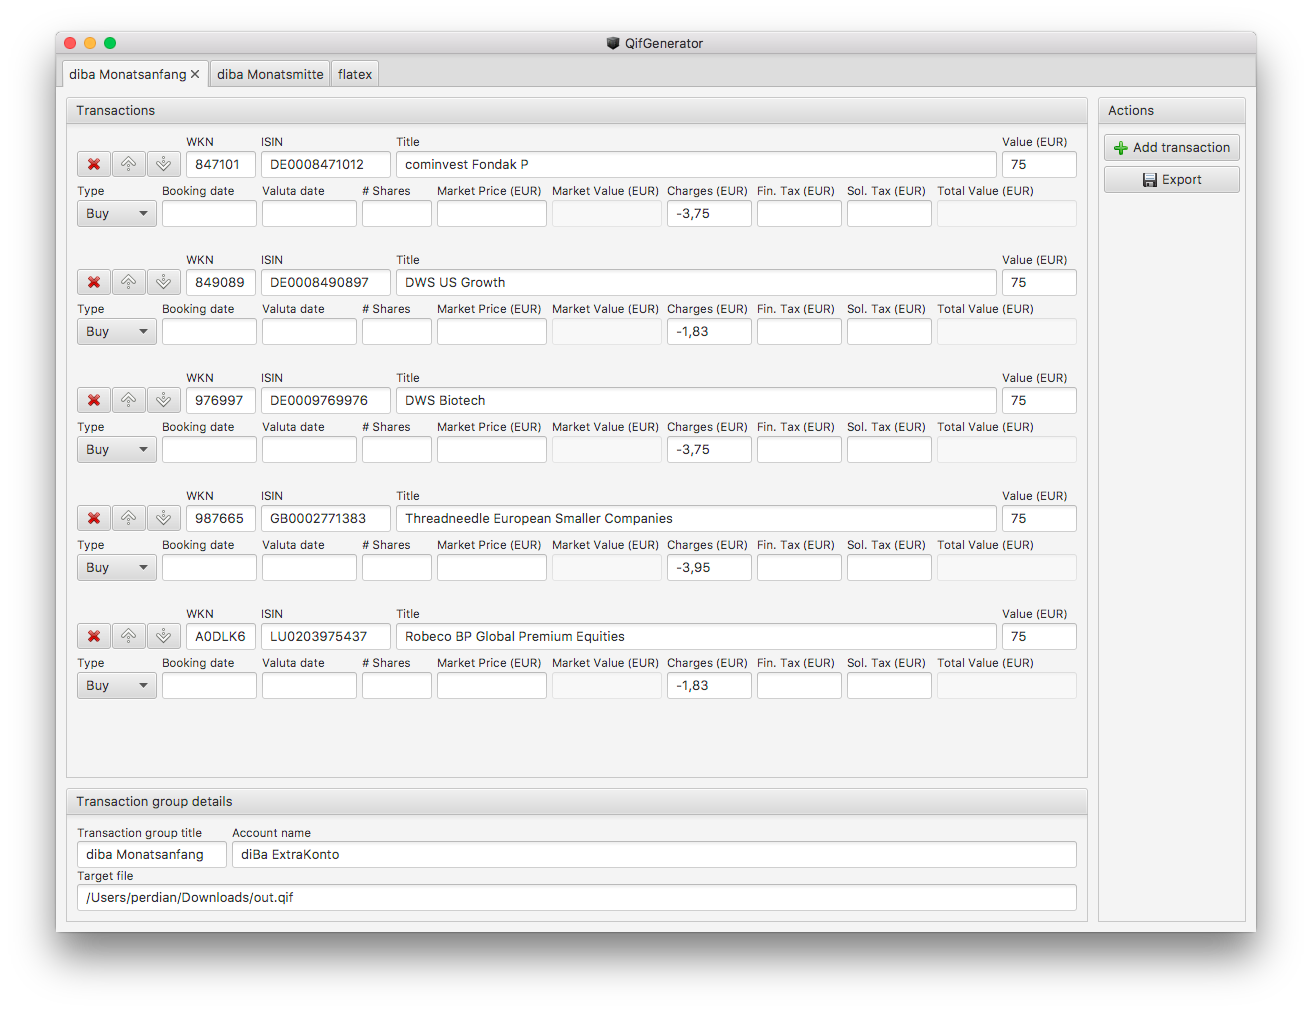 QifGenerator
diba Monatsanfang diba Monatsmitte flatex
Transactions
WKN ISIN Title Value (EUR)
847101 DE0008471012 cominvest Fondak P 75
Type Booking date Valuta date # Shares Market Price (EUR) Market Value (EUR) Charges (EUR) Fin. Tax (EUR) Sol. Tax (EUR) Total Value (EUR)
Buy -3,75
WKN ISIN Title Value (EUR)
849089 DE0008490897 DWS US Growth 75
Type Booking date Valuta date # Shares Market Price (EUR) Market Value (EUR) Charges (EUR) Fin. Tax (EUR) Sol. Tax (EUR) Total Value (EUR)
Buy -1,83
WKN ISIN Title Value (EUR)
976997 DE0009769976 DWS Biotech 75
Type Booking date Valuta date # Shares Market Price (EUR) Market Value (EUR) Charges (EUR) Fin. Tax (EUR) Sol. Tax (EUR) Total Value (EUR)
Buy -3,75
WKN ISIN Title Value (EUR)
987665 GB0002771383 Threadneedle European Smaller Companies 75
Type Booking date Valuta date # Shares Market Price (EUR) Market Value (EUR) Charges (EUR) Fin. Tax (EUR) Sol. Tax (EUR) Total Value (EUR)
Buy -3,95
WKN ISIN Title Value (EUR)
A0DLK6 LU0203975437 Robeco BP Global Premium Equities 75
Type Booking date Valuta date # Shares Market Price (EUR) Market Value (EUR) Charges (EUR) Fin. Tax (EUR) Sol. Tax (EUR) Total Value (EUR)
Buy -1,83
Transaction group details
Transaction group title Account name
diba Monatsanfang diBa ExtraKonto
Target file
/Users/perdian/Downloads/out.qif
Actions
Add transaction
Export